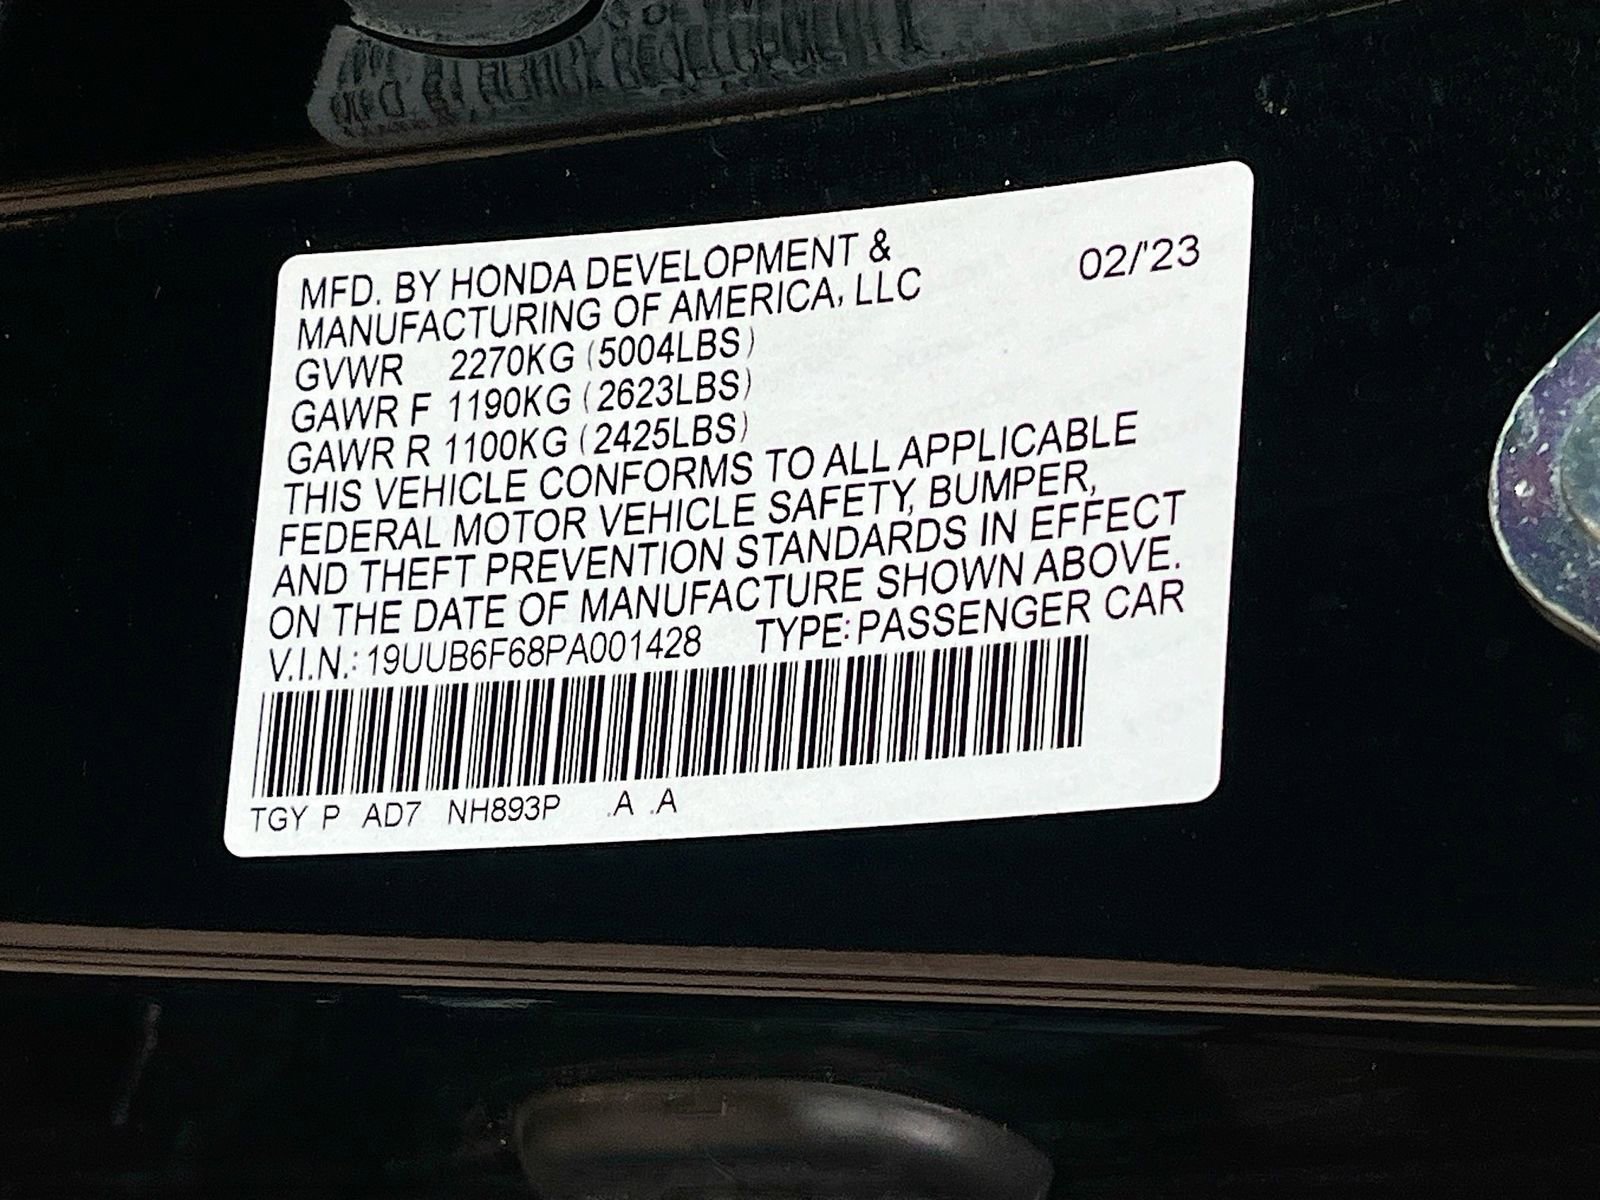 MFD. BY HONDA DEVELOPMENT &
MANUFACTURING OF AMERICA, LLC 02/'23
GVWR 2270KG (5004LBS)
GAWR F 1190KG (2623LBS)
GAWR R 1100KG (2425LBS)
THIS VEHICLE CONFORMS TO ALL APPLICABLE
FEDERAL MOTOR VEHICLE SAFETY, BUMPER,
AND THEFT PREVENTION STANDARDS IN EFFECT
ON THE DATE OF MANUFACTURE SHOWN ABOVE.
V.I.N.: 19UUB6F68PA001428 TYPE:PASSENGER CAR
TGY P AD7 NH893P .A .A